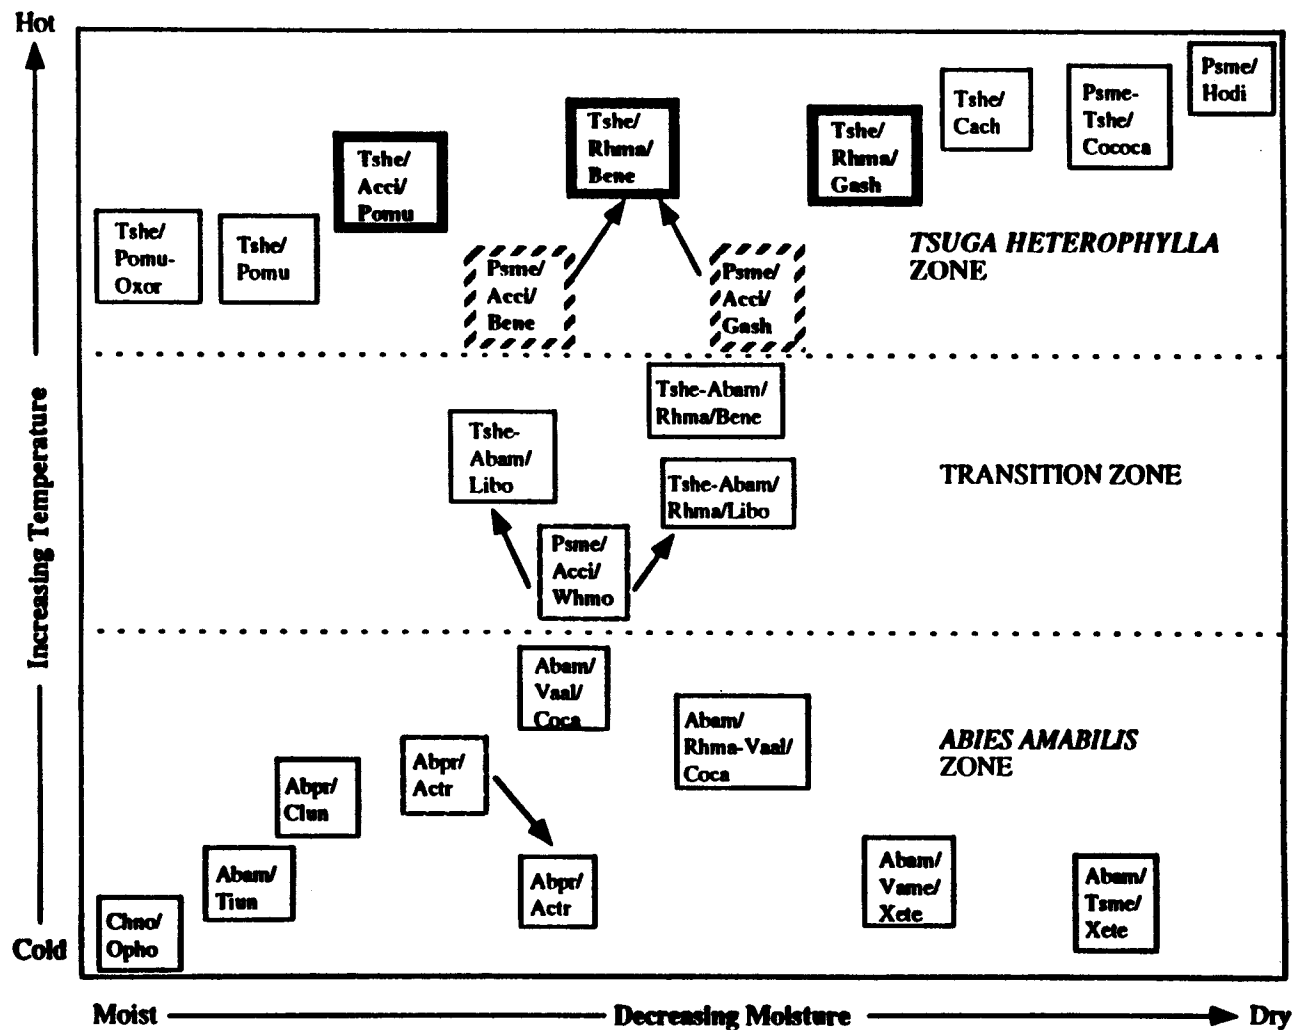 Hot
Psme/
Hodi
Tshe/
Cach
Psme-
Tshe/
Cococa
Tshe/
Rhma/
Bene
Tshe/
Rhma/
Gash
Tshe/
Acci/
Pomu
Tshe/
Pomu-
Oxor
Tshe/
Pomu
Psme/
Acci/
Bene
Psme/
Acci/
Gash
TSUGA HETEROPHYLLA
ZONE
Tshe-Abam/
Rhma/Bene
Tshe-
Abam/
Libo
Tshe-Abam/
Rhma/Libo
TRANSITION ZONE
Psme/
Acci/
Whmo
Increasing Temperature
Abam/
Vaal/
Coca
Abam/
Rhma-Vaal/
Coca
ABIES AMABILIS
ZONE
Abpr/
Actr
Abpr/
Clun
Abam/
Tiun
Abpr/
Actr
Abam/
Vame/
Xete
Abam/
Tsme/
Xete
Chno/
Opho
Cold
Moist
Decreasing Moisture
Dry